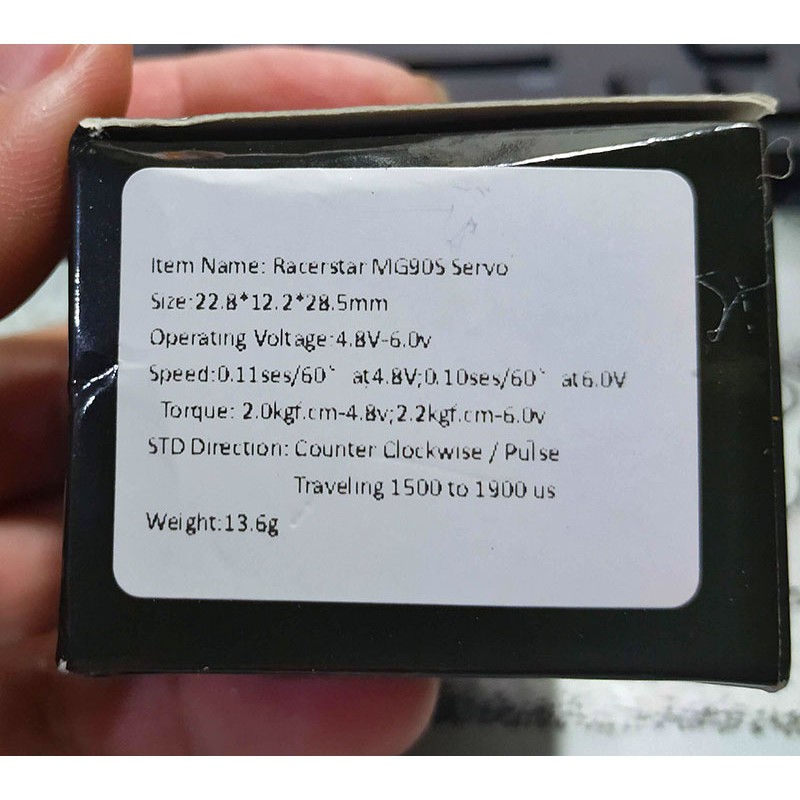 Item Name: Racerstar MG90S Servo
Size:22.8*12.2*28.5mm
Operating Voltage:4.8V-6.0v
Speed:0.11ses/60° at4.8V;0.10ses/60° at6.0V
Torque: 2.0kgf.cm-4.8v;2.2kgf.cm-6.0v
STD Direction: Counter Clockwise / Pulse
Traveling 1500 to 1900 us
Weight:13.6g